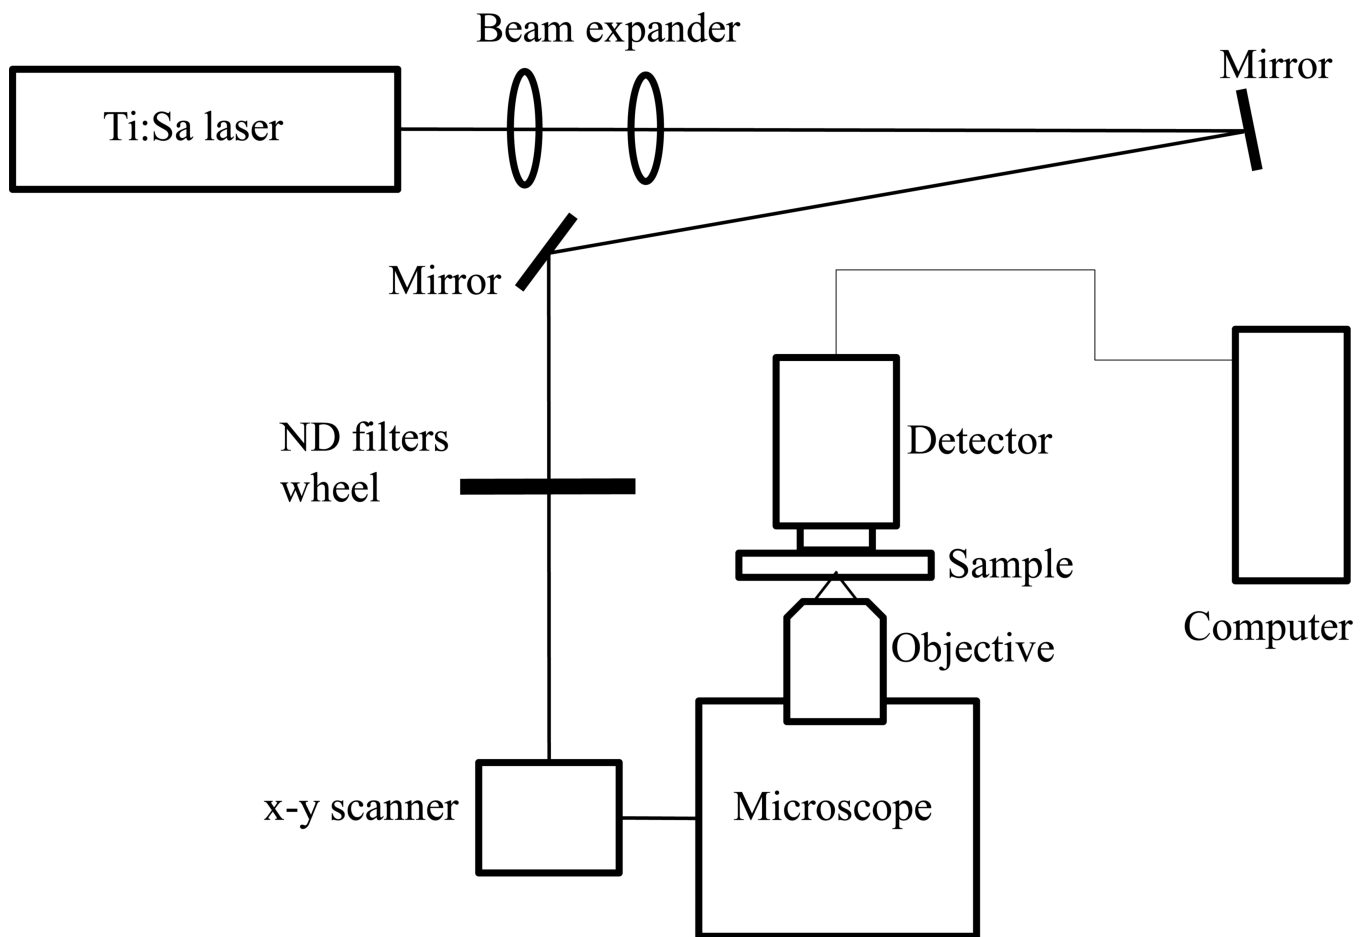 Beam expander
Mirror
Ti:Sa laser
Mirror
ND filters
wheel
Detector
Sample
Computer
Objective
x-y scanner
Microscope